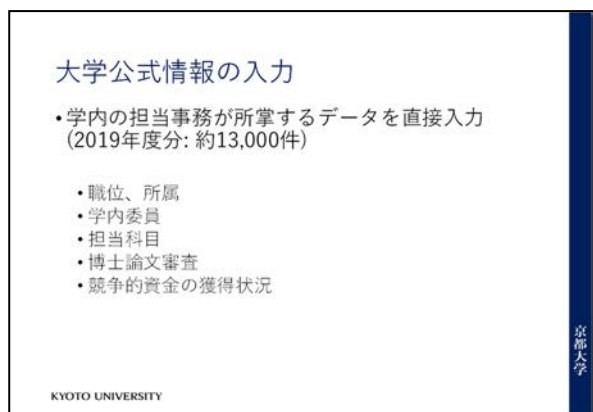 大学公式情報の入力
•学内の担当事務が所掌するデータを直接入力
(2019年度分: 約13,000件)
•職位、所属
•学内委員
•担当科目
•博士論文審査
•競争的資金の獲得状況
京都大学
KYOTO UNIVERSITY